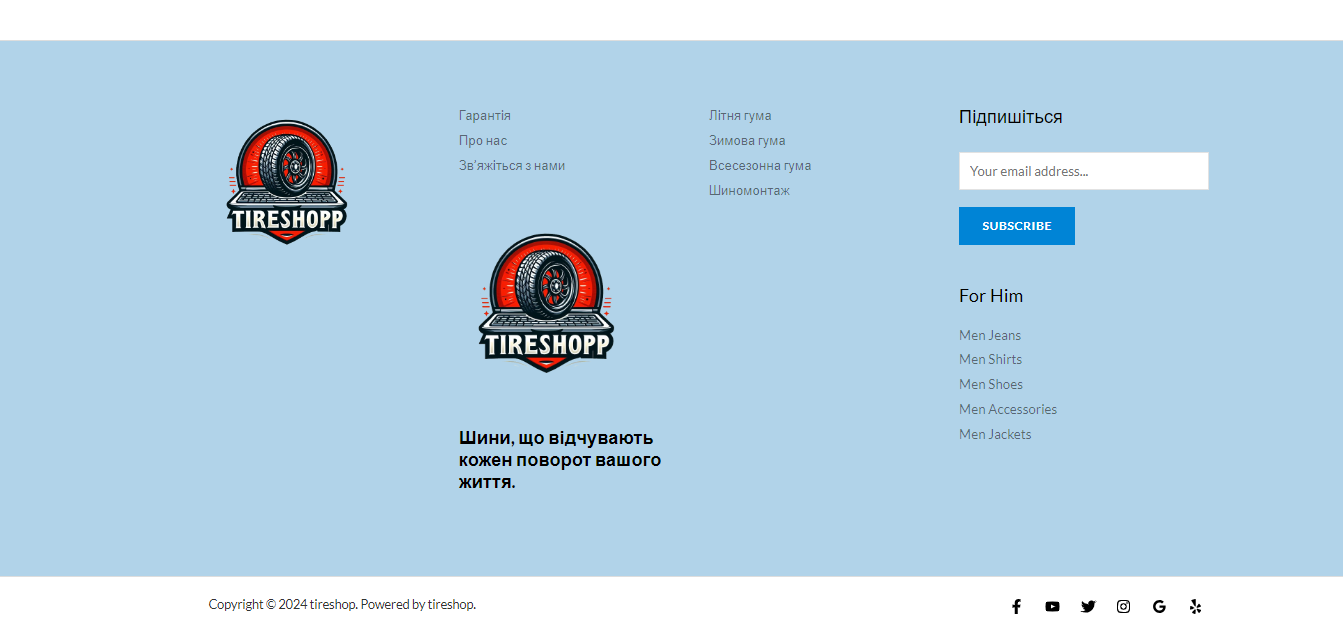 TIRESHOPP
Гарантія
Про нас
Зв'яжіться з нами
TIRESHOPP
Шини, що відчувають
кожен поворот вашого
життя.
Літня гума
Зимова гума
Всесезонна гума
Шиномонтаж
Підпишіться
Your email address...
SUBSCRIBE
For Him
Men Jeans
Men Shirts
Men Shoes
Men Accessories
Men Jackets
Copyright © 2024 tireshop. Powered by tireshop.